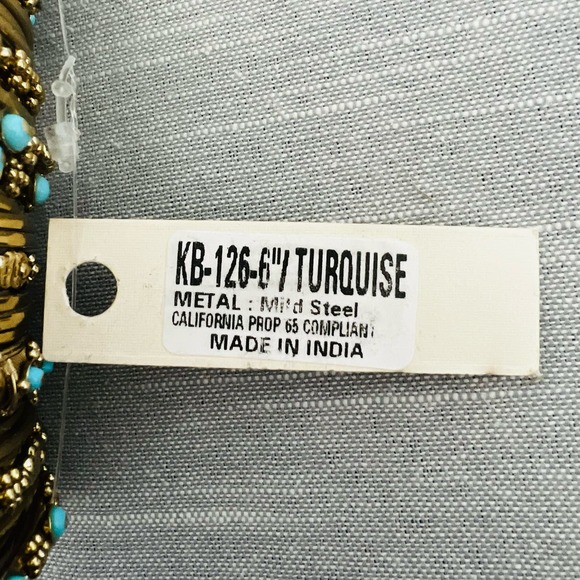 KB-126-6"/ TURQUISE
METAL : Mild Steel
CALIFORNIA PROP 65 COMPLIANT
MADE IN INDIA